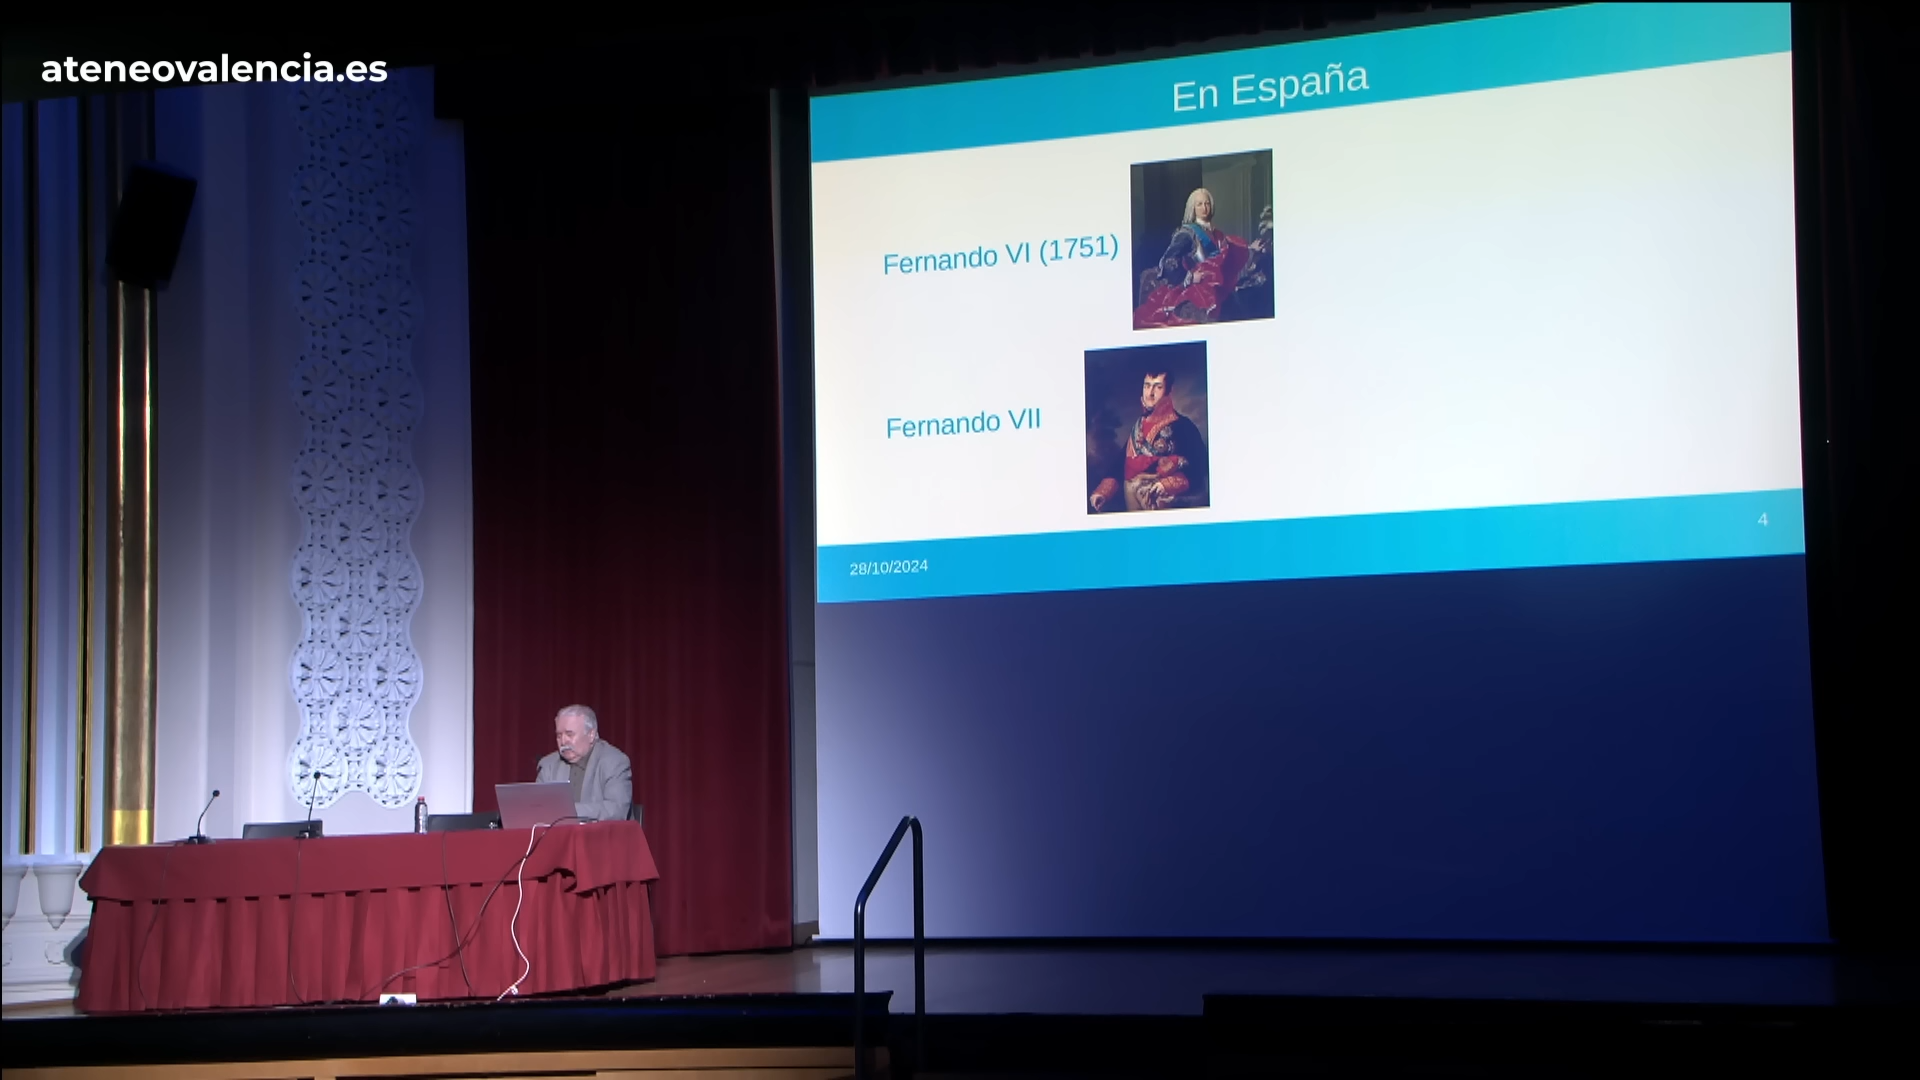 ateneovalencia.es
En España
Fernando VI (1751)
Fernando VII
28/10/2024
4